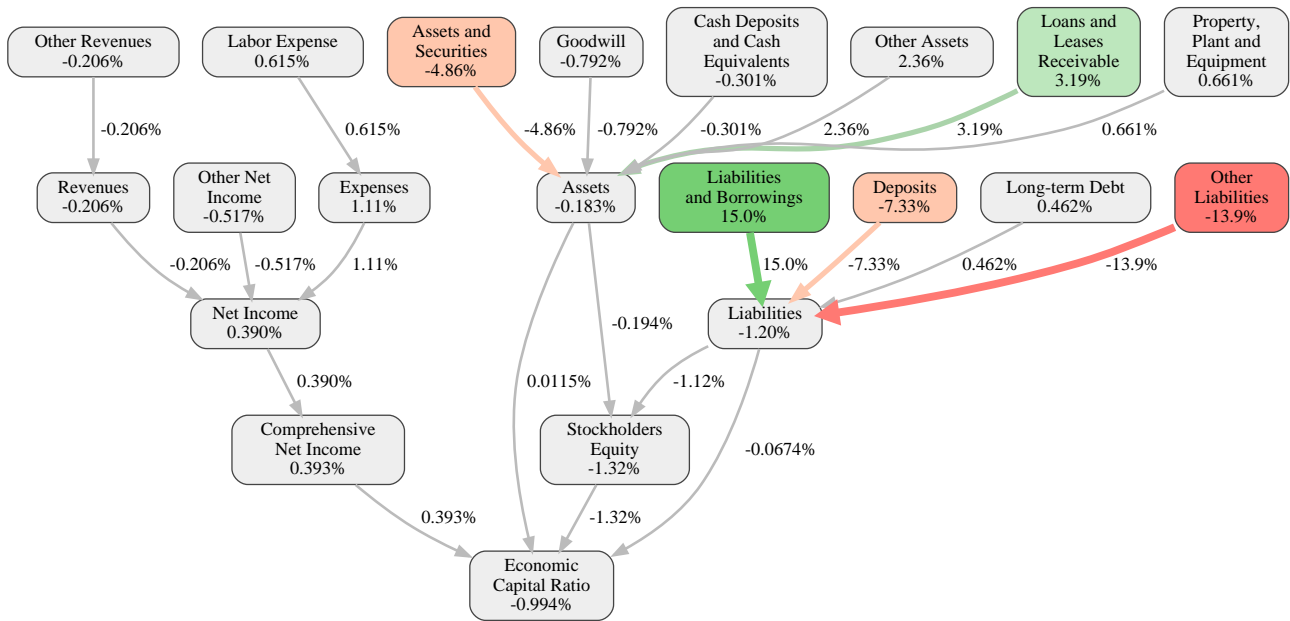 Other Revenues
-0.206%
Labor Expense
0.615%
Assets and
Securities
-4.86%
Goodwill
-0.792%
Cash Deposits
and Cash
Equivalents
-0.301%
Other Assets
2.36%
Loans and
Leases
Receivable
3.19%
Property,
Plant and
Equipment
0.661%
-0.206%
0.615%
-4.86%
-0.792%
-0.301%
2.36%
3.19%
0.661%
Revenues
-0.206%
Other Net
Income
-0.517%
Expenses
1.11%
Assets
-0.183%
Liabilities
and Borrowings
15.0%
Deposits
-7.33%
Long-term Debt
0.462%
Other
Liabilities
-13.9%
-0.206%
-0.517%
1.11%
15.0%
-7.33%
0.462%
-13.9%
Net Income
0.390%
-0.194%
Liabilities
-1.20%
0.390%
0.0115%
-1.12%
Comprehensive
Net Income
0.393%
Stockholders
Equity
-1.32%
-0.0674%
0.393%
-1.32%
Economic
Capital Ratio
-0.994%